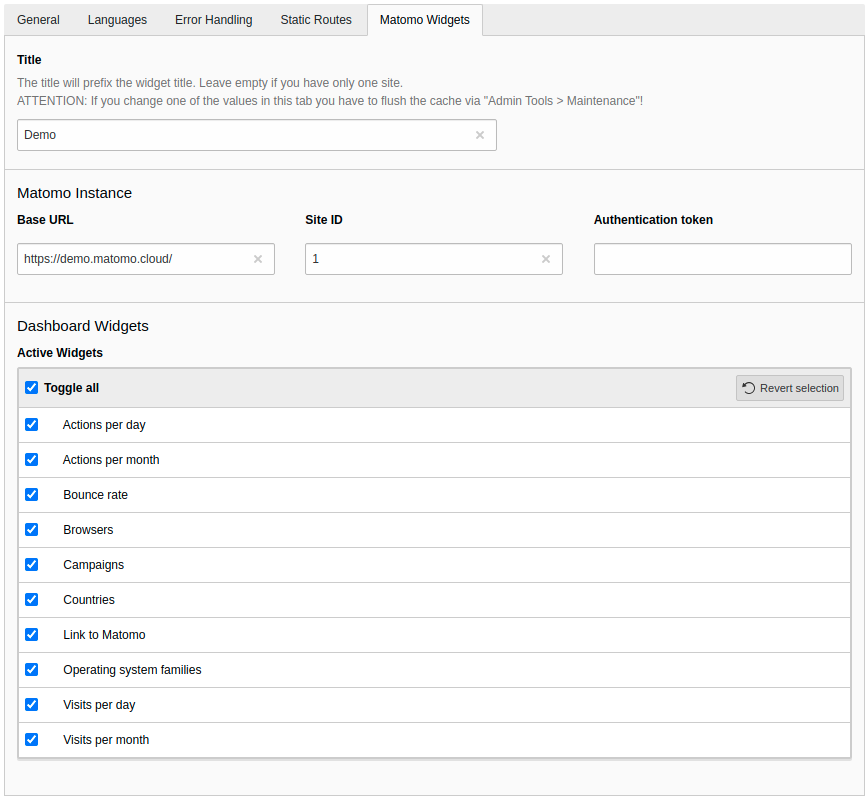 General Languages Error Handling Static Routes Matomo Widgets
Title
The title will prefix the widget title. Leave empty if you have only one site.
ATTENTION: If you change one of the values in this tab you have to flush the cache via "Admin Tools > Maintenance"!
Demo
Matomo Instance
Base URL Site ID Authentication token
https://demo.matomo.cloud/ 1
Dashboard Widgets
Active Widgets
Toggle all Revert selection
Actions per day
Actions per month
Bounce rate
Browsers
Campaigns
Countries
Link to Matomo
Operating system families
Visits per day
Visits per month